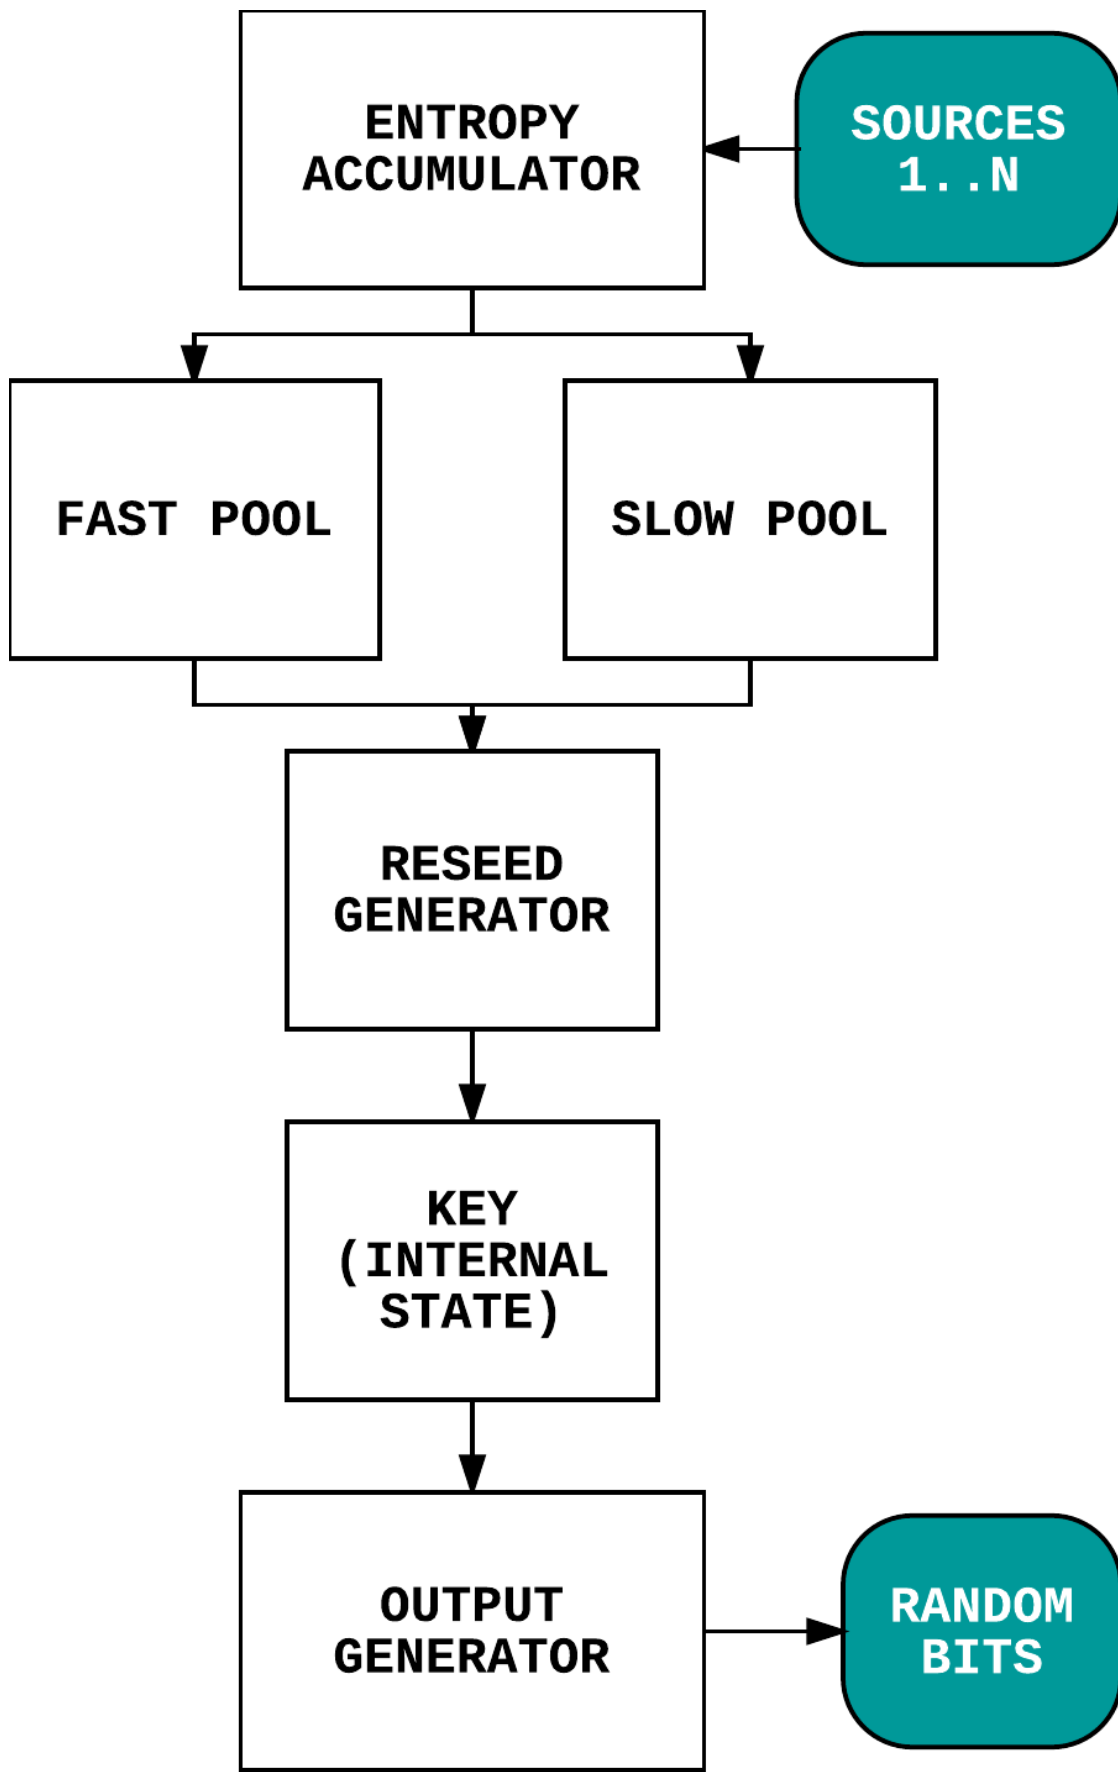 ENTROPY
ACCUMULATOR
SOURCES
1..N
FAST POOL
SLOW POOL
RESEED
GENERATOR
KEY
(INTERNAL
STATE)
OUTPUT
GENERATOR
RANDOM
BITS